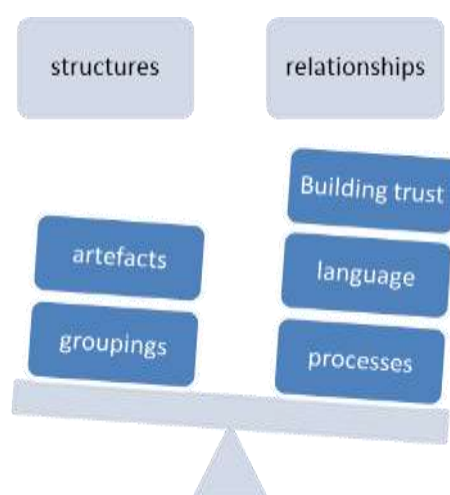 structures
relationships
Building trust
artefacts
language
groupings
processes